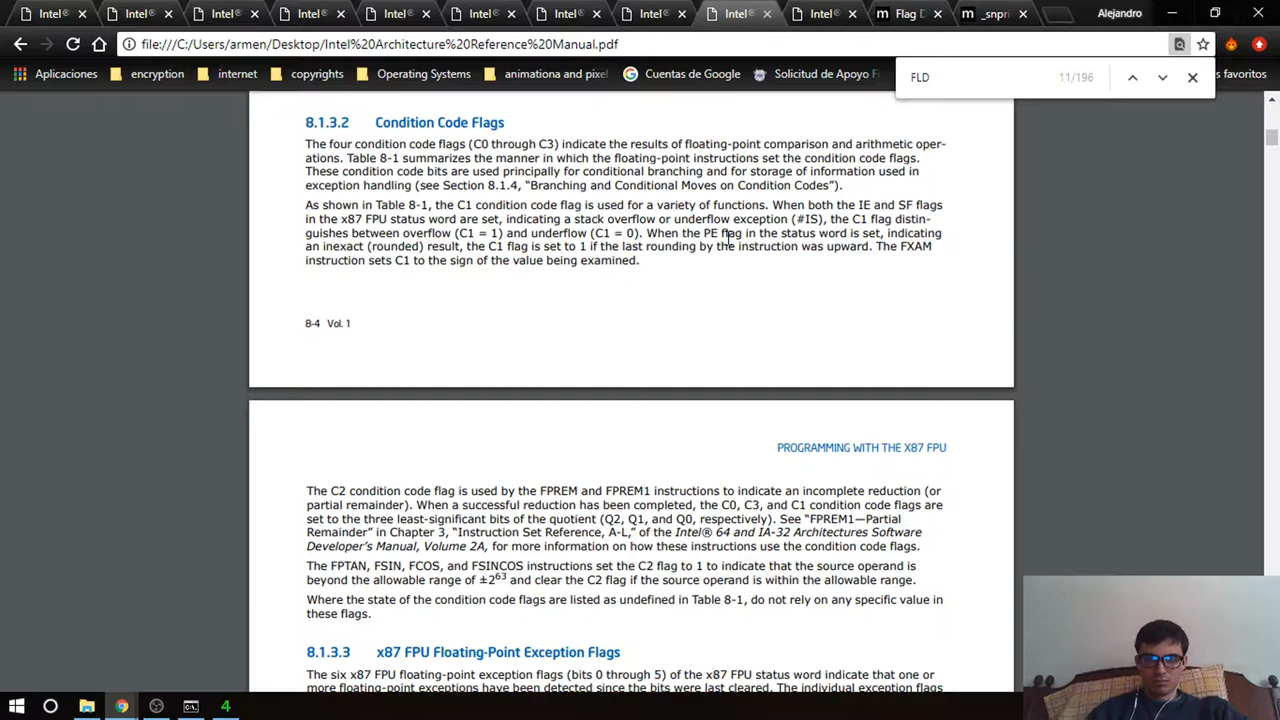 Intel® Intel® Intel® Intel® Intel® Intel® Intel® Intel® Intel® Intel® Flag D _snpri Alejandro
file:///C:/Users/armen/Desktop/Intel%20Architecture%20Reference%20Manual.pdf
Aplicaciones encryption internet copyrights Operating Systems animationa and pixel Cuentas de Google Solicitud de Apoyo Fi s favoritos
FLD 11/196
8.1.3.2 Condition Code Flags
The four condition code flags (C0 through C3) indicate the results of floating-point comparison and arithmetic oper-
ations. Table 8-1 summarizes the manner in which the floating-point instructions set the condition code flags.
These condition code bits are used principally for conditional branching and for storage of information used in
exception handling (see Section 8.1.4, “Branching and Conditional Moves on Condition Codes”).
As shown in Table 8-1, the C1 condition code flag is used for a variety of functions. When both the IE and SF flags
in the x87 FPU status word are set, indicating a stack overflow or underflow exception (#IS), the C1 flag distin-
guishes between overflow (C1 = 1) and underflow (C1 = 0). When the PE flag in the status word is set, indicating
an inexact (rounded) result, the C1 flag is set to 1 if the last rounding by the instruction was upward. The FXAM
instruction sets C1 to the sign of the value being examined.
8-4 Vol. 1
PROGRAMMING WITH THE X87 FPU
The C2 condition code flag is used by the FPREM and FPREM1 instructions to indicate an incomplete reduction (or
partial remainder). When a successful reduction has been completed, the C0, C3, and C1 condition code flags are
set to the three least-significant bits of the quotient (Q2, Q1, and Q0, respectively). See “FPREM1—Partial
Remainder” in Chapter 3, “Instruction Set Reference, A-L,” of the Intel® 64 and IA-32 Architectures Software
Developer’s Manual, Volume 2A, for more information on how these instructions use the condition code flags.
The FPTAN, FSIN, FCOS, and FSINCOS instructions set the C2 flag to 1 to indicate that the source operand is
beyond the allowable range of ±2^63 and clear the C2 flag if the source operand is within the allowable range.
Where the state of the condition code flags are listed as undefined in Table 8-1, do not rely on any specific value in
these flags.
8.1.3.3 x87 FPU Floating-Point Exception Flags
The six x87 FPU floating-point exception flags (bits 0 through 5) of the x87 FPU status word indicate that one or
more floating-point exceptions have been detected since the bits were last cleared. The individual exception flags